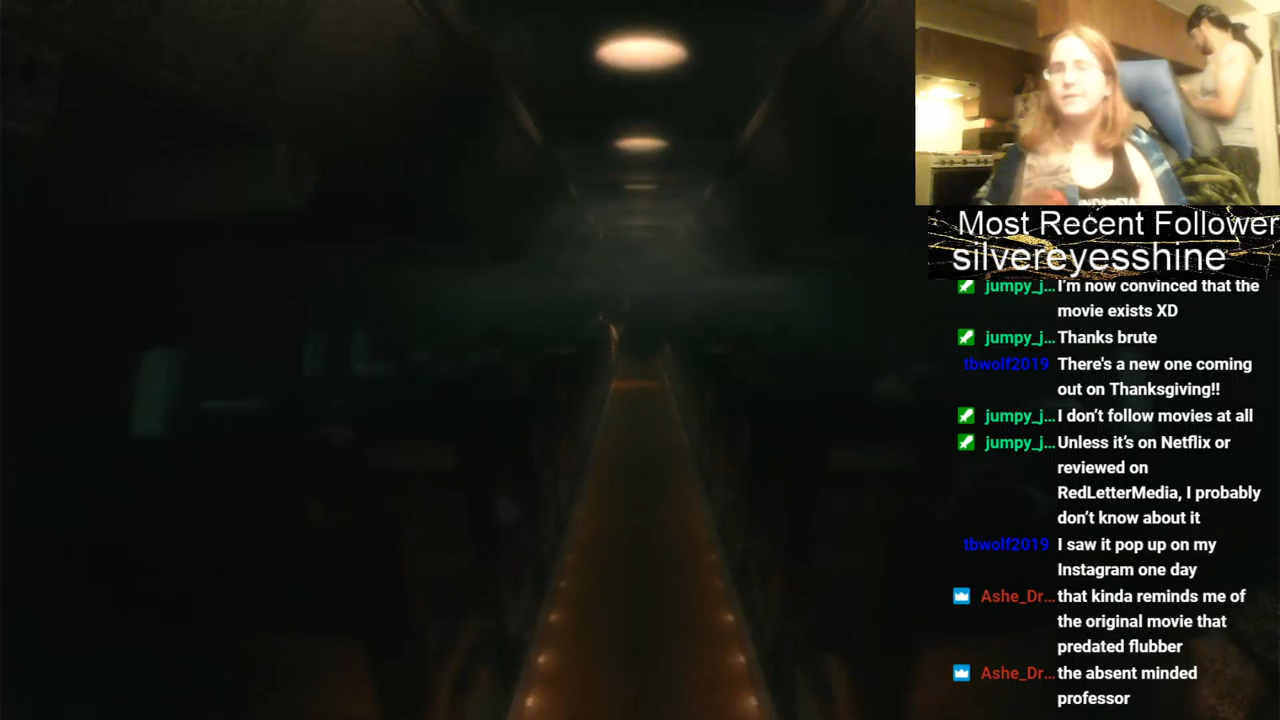 Most Recent Follower
silvereyesshine
jumpy_j... I'm now convinced that the
movie exists XD
jumpy_j... Thanks brute
tbwolf2019 There's a new one coming
out on Thanksgiving!!
jumpy_j... I don't follow movies at all
jumpy_j... Unless it's on Netflix or
reviewed on
RedLetterMedia, I probably
don't know about it
tbwolf2019 I saw it pop up on my
Instagram one day
Ashe_Dr... that kinda reminds me of
the original movie that
predated flubber
Ashe_Dr... the absent minded
professor